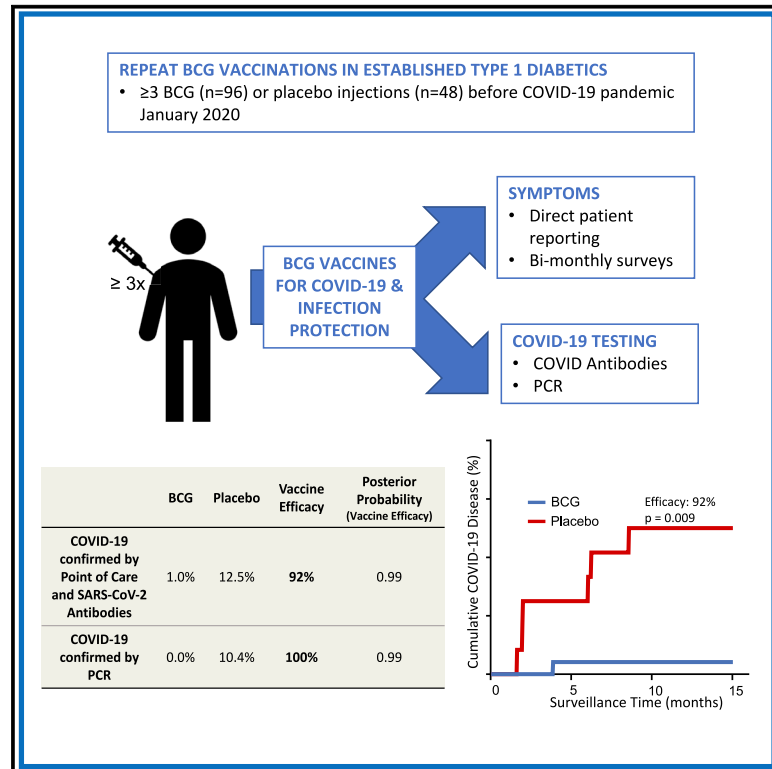 REPEAT BCG VACCINATIONS IN ESTABLISHED TYPE 1 DIABETICS
• ≥3 BCG (n=96) or placebo injections (n=48) before COVID-19 pandemic
January 2020
≥ 3x
BCG VACCINES
FOR COVID-19 &
INFECTION
PROTECTION
SYMPTOMS
• Direct patient
reporting
• Bi-monthly surveys
COVID-19 TESTING
• COVID Antibodies
• PCR
BCG Placebo Vaccine Efficacy Posterior Probability (Vaccine Efficacy)
COVID-19
confirmed by
Point of Care
and SARS-CoV-2
Antibodies
1.0% 12.5% 92% 0.99
COVID-19
confirmed by
PCR
0.0% 10.4% 100% 0.99
Cumulative COVID-19 Disease (%)
BCG
Placebo
Efficacy: 92%
p = 0.009
0 5 10 15
Surveillance Time (months)